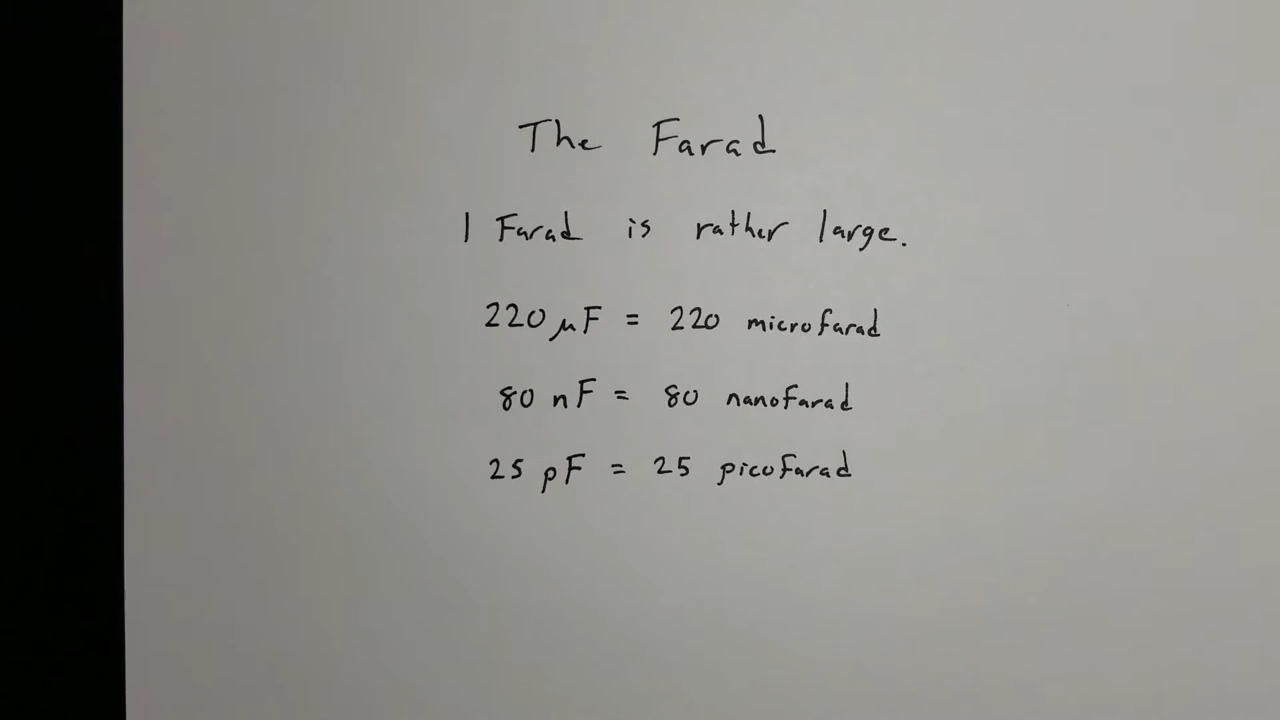 The Farad
1 Farad is rather large.
220 μF = 220 microfarad
80 nF = 80 nanofarad
25 pF = 25 picofarad